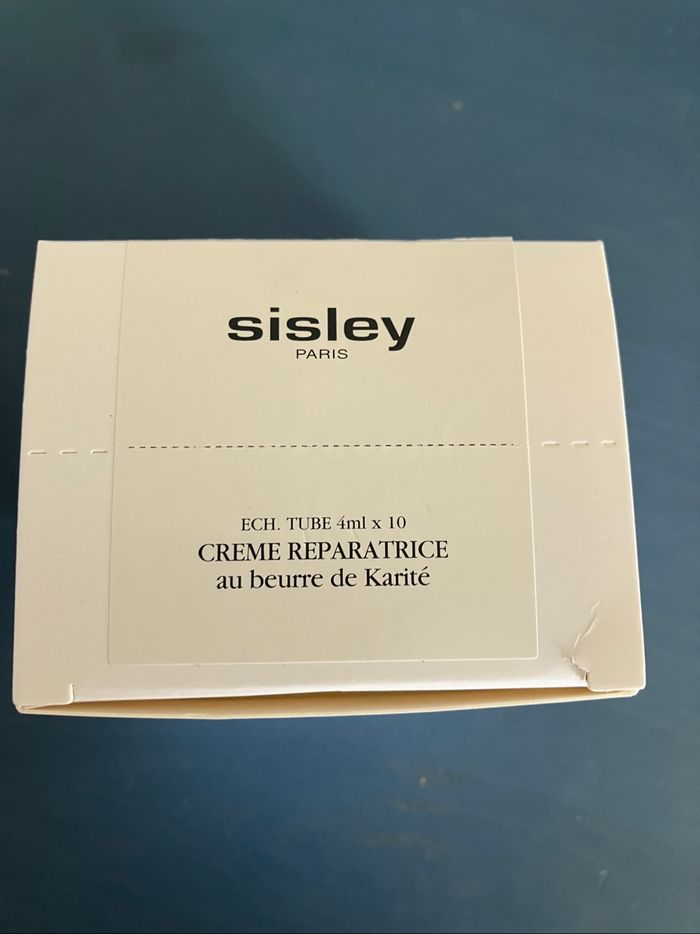 sisley
PARIS
ECH. TUBE 4ml x 10
CREME REPARATRICE
au beurre de Karité